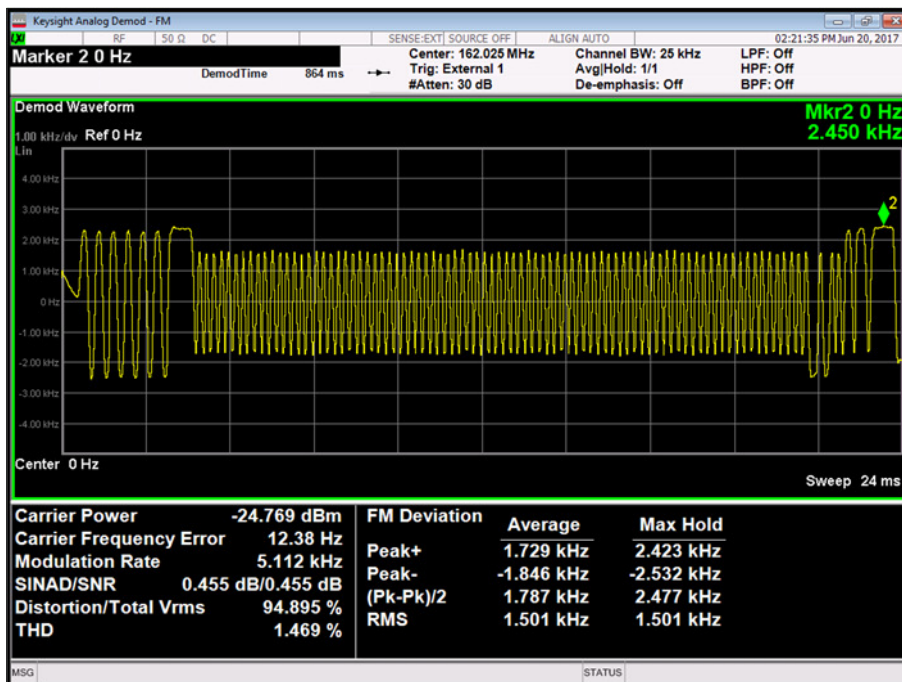 Keysight Analog Demod - FM
LXI RF 50 Ω DC SENSE:EXT SOURCE OFF ALIGN AUTO 02:21:35 PM Jun 20, 2017
Marker 2 0 Hz
DemodTime 864 ms
Center: 162.025 MHz Channel BW: 25 kHz LPF: Off
Trig: External 1 Avg|Hold: 1/1 HPF: Off
#Atten: 30 dB De-emphasis: Off BPF: Off
Demod Waveform
Mkr2 0 Hz
2.450 kHz
1.00 kHz/dv Ref 0 Hz
Lin
4.00 kHz
3.00 kHz
2
2.00 kHz
1.00 kHz
0 Hz
-1.00 kHz
-2.00 kHz
-3.00 kHz
-4.00 kHz
Center 0 Hz
Sweep 24 ms
Carrier Power -24.769 dBm
Carrier Frequency Error 12.38 Hz
Modulation Rate 5.112 kHz
SINAD/SNR 0.455 dB/0.455 dB
Distortion/Total Vrms 94.895 %
THD 1.469 %
FM Deviation Average Max Hold
Peak+ 1.729 kHz 2.423 kHz
Peak- -1.846 kHz -2.532 kHz
(Pk-Pk)/2 1.787 kHz 2.477 kHz
RMS 1.501 kHz 1.501 kHz
MSG STATUS